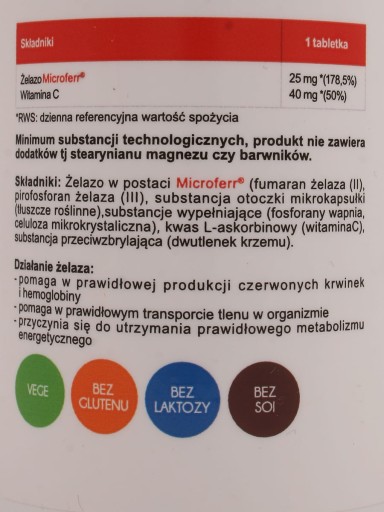 Składniki 1 tabletka
Żelazo Microferr® 25 mg *(178,5%)
Witamina C 40 mg *(50%)
*RWS: dzienna referencyjna wartość spożycia
Minimum substancji technologicznych, produkt nie zawiera
dodatków tj stearynianu magnezu czy barwników.
Składniki: Żelazo w postaci Microferr® (fumaran żelaza (II),
pirofosforan żelaza (III), substancja otoczki mikrokapsułki
(tłuszcze roślinne),substancje wypełniające (fosforany wapnia,
celuloza mikrokrystaliczna), kwas L-askorbinowy (witaminaC),
substancja przeciwzbrylająca (dwutlenek krzemu).
Działanie żelaza:
-pomaga w prawidłowej produkcji czerwonych krwinek
i hemoglobiny
-pomaga w prawidłowym transporcie tlenu w organizmie
-przyczynia się do utrzymania prawidłowego metabolizmu
energetycznego
VEGE
BEZ
GLUTENU
BEZ
LAKTOZY
BEZ
SOI